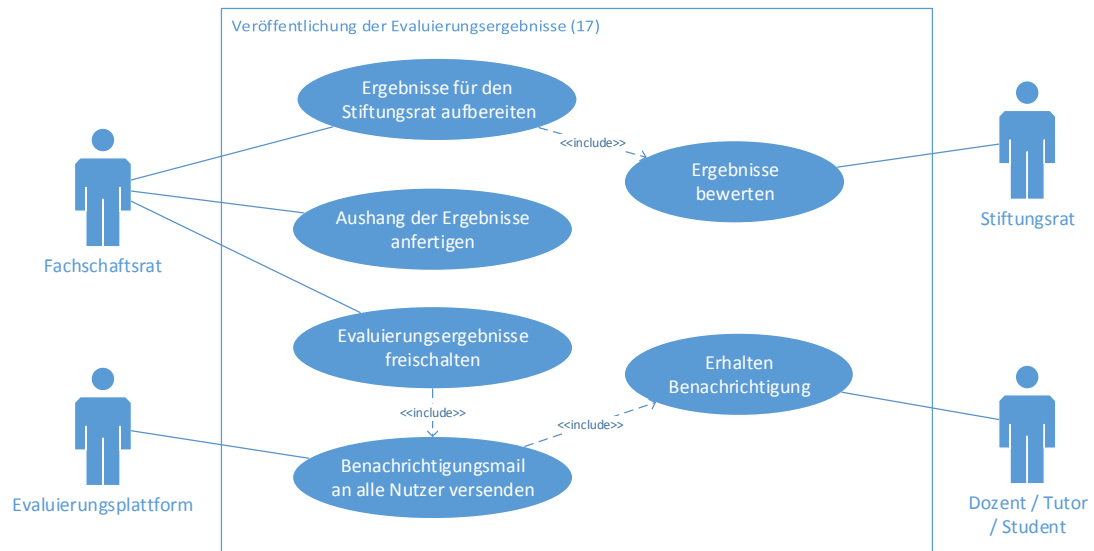 Veröffentlichung der Evaluierungsergebnisse (17)
Ergebnisse für den
Stiftungsrat aufbereiten
<<include>>
Ergebnisse
bewerten
Fachschaftsrat
Stiftungsrat
Aushang der Ergebnisse
anfertigen
Evaluierungsergebnisse
freischalten
Erhalten
Benachrichtigung
<<include>>
<<include>>
Benachrichtigungsmail
an alle Nutzer versenden
Evaluierungsplattform
Dozent / Tutor
/ Student